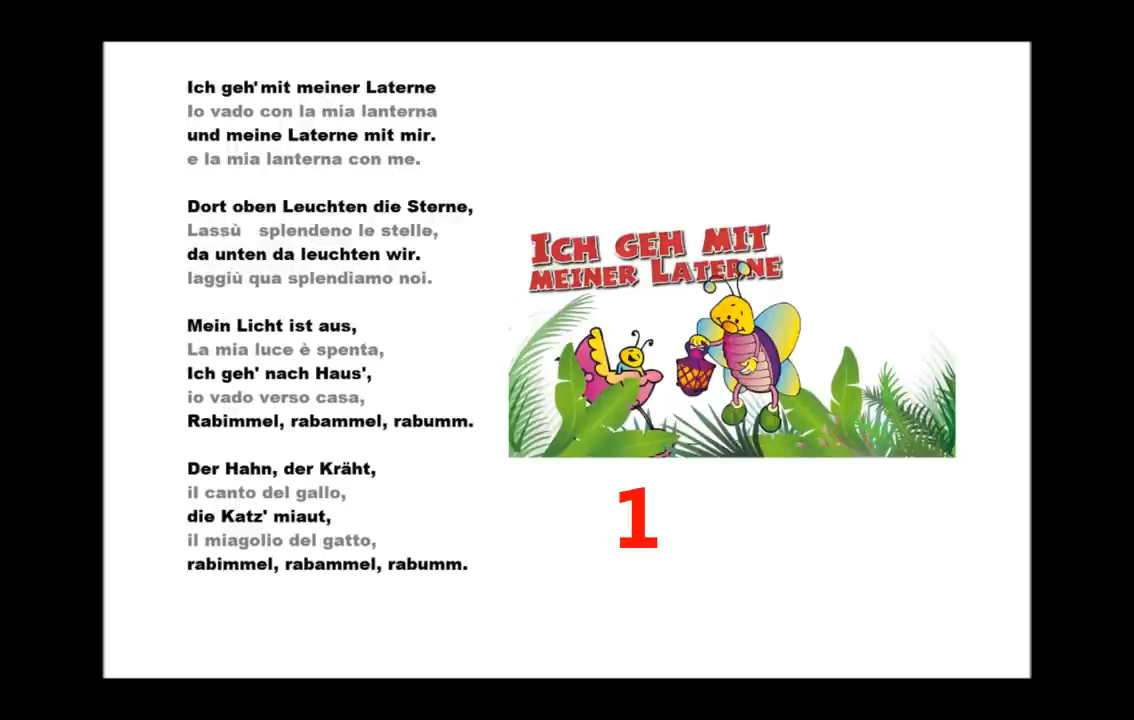 Ich geh' mit meiner Laterne
Io vado con la mia lanterna
und meine Laterne mit mir.
e la mia lanterna con me.
Dort oben Leuchten die Sterne,
Lassù splendeno le stelle,
da unten da leuchten wir.
laggiù qua splendiamo noi.
Mein Licht ist aus,
La mia luce è spenta,
Ich geh' nach Haus',
io vado verso casa,
Rabimmel, rabammel, rabumm.
Der Hahn, der Kräht,
il canto del gallo,
die Katz' miaut,
il miagolio del gatto,
rabimmel, rabammel, rabumm.
ICH GEH MIT
MEINER LATERNE
1